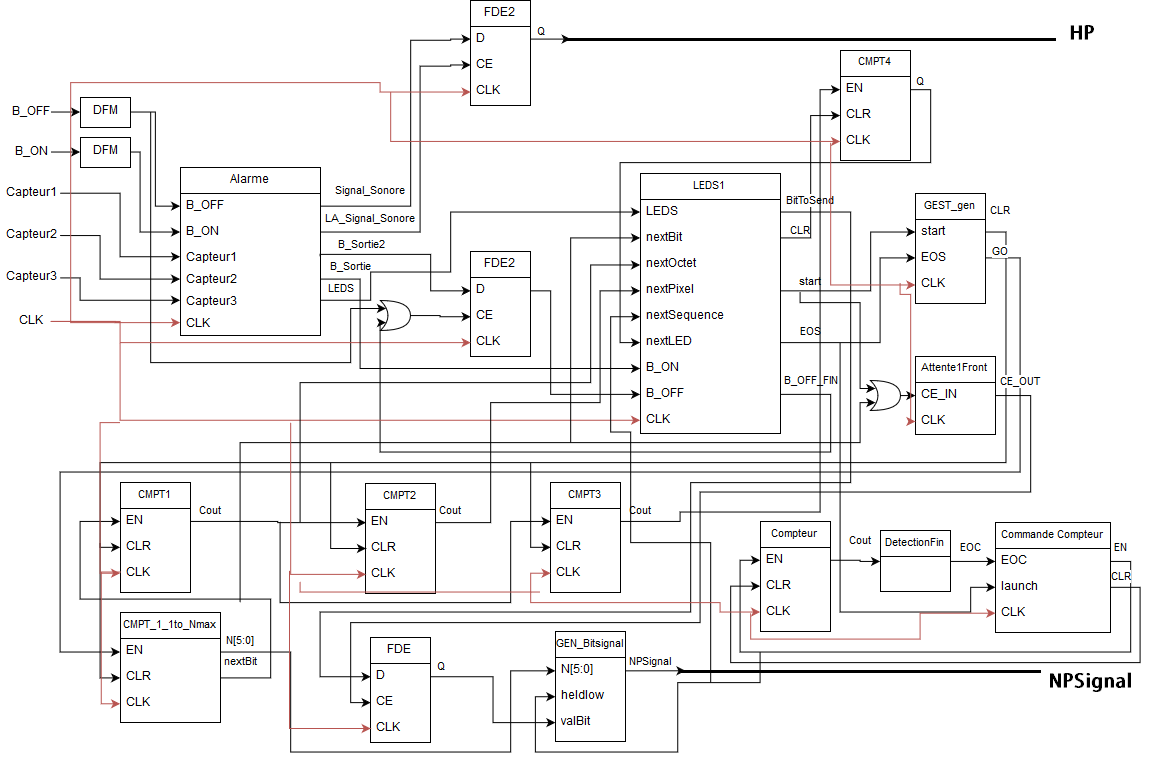 FDE2
D
CE
CLK
Q
HP
CMPT4
EN
CLR
CLK
Q
B_OFF
DFM
B_ON
DFM
Capteur1
Capteur2
Capteur3
CLK
Alarme
B_OFF
B_ON
Capteur1
Capteur2
Capteur3
CLK
Signal_Sonore
LA_Signal_Sonore
B_Sortie2
B_Sortie
LEDS
FDE2
D
CE
CLK
LEDS1
LEDS
nextBit
nextOctet
nextPixel
nextSequence
nextLED
B_ON
B_OFF
CLK
BitToSend
CLR
start
EOS
B_OFF_FIN
GEST_gen
start
EOS
CLK
CLR
GO
Attente1Front
CE_IN
CLK
CE_OUT
CMPT1
EN
CLR
CLK
Cout
CMPT2
EN
CLR
CLK
Cout
CMPT3
EN
CLR
CLK
Cout
Compteur
EN
CLR
CLK
Cout
DetectionFin
EOC
Commande Compteur
EOC
launch
CLK
EN
CLR
CMPT_1_1to_Nmax
EN
CLR
CLK
N[5:0]
nextBit
FDE
D
CE
CLK
Q
GEN_Bitsignal
N[5:0]
heldlow
valBit
NPSignal
NPSignal